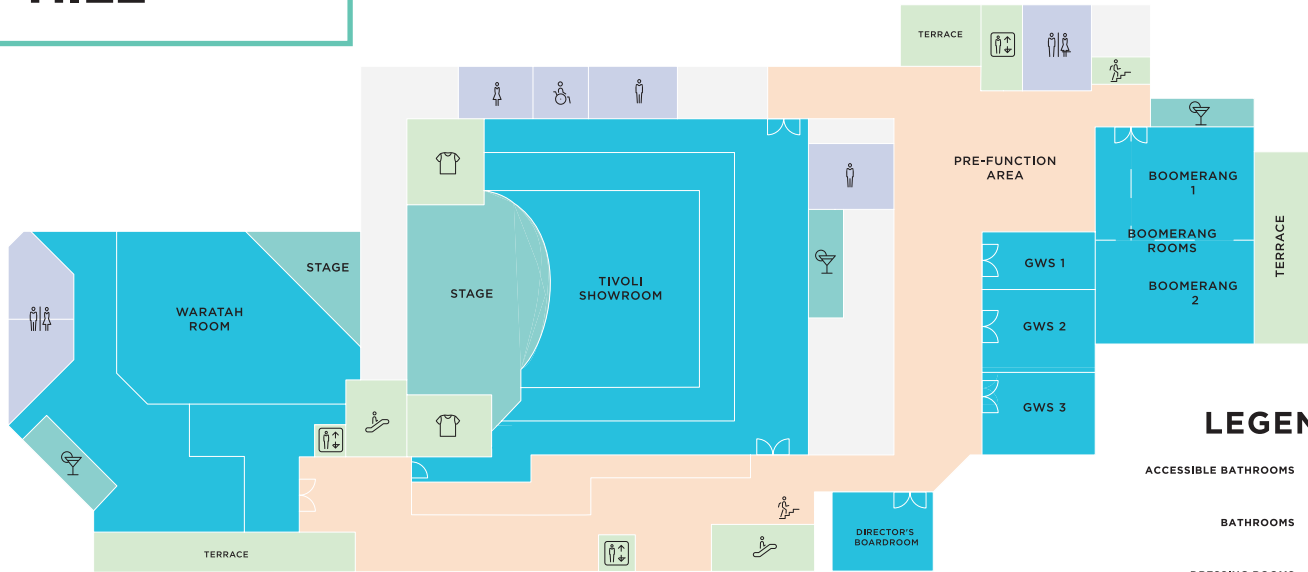 TERRACE
PRE-FUNCTION
AREA
BOOMERANG
1
BOOMERANG
ROOMS
BOOMERANG
2
TERRACE
GWS 1
GWS 2
GWS 3
TIVOLI
SHOWROOM
STAGE
STAGE
WARATAH
ROOM
TERRACE
DIRECTOR'S
BOARDROOM
ACCESSIBLE BATHROOMS
BATHROOMS